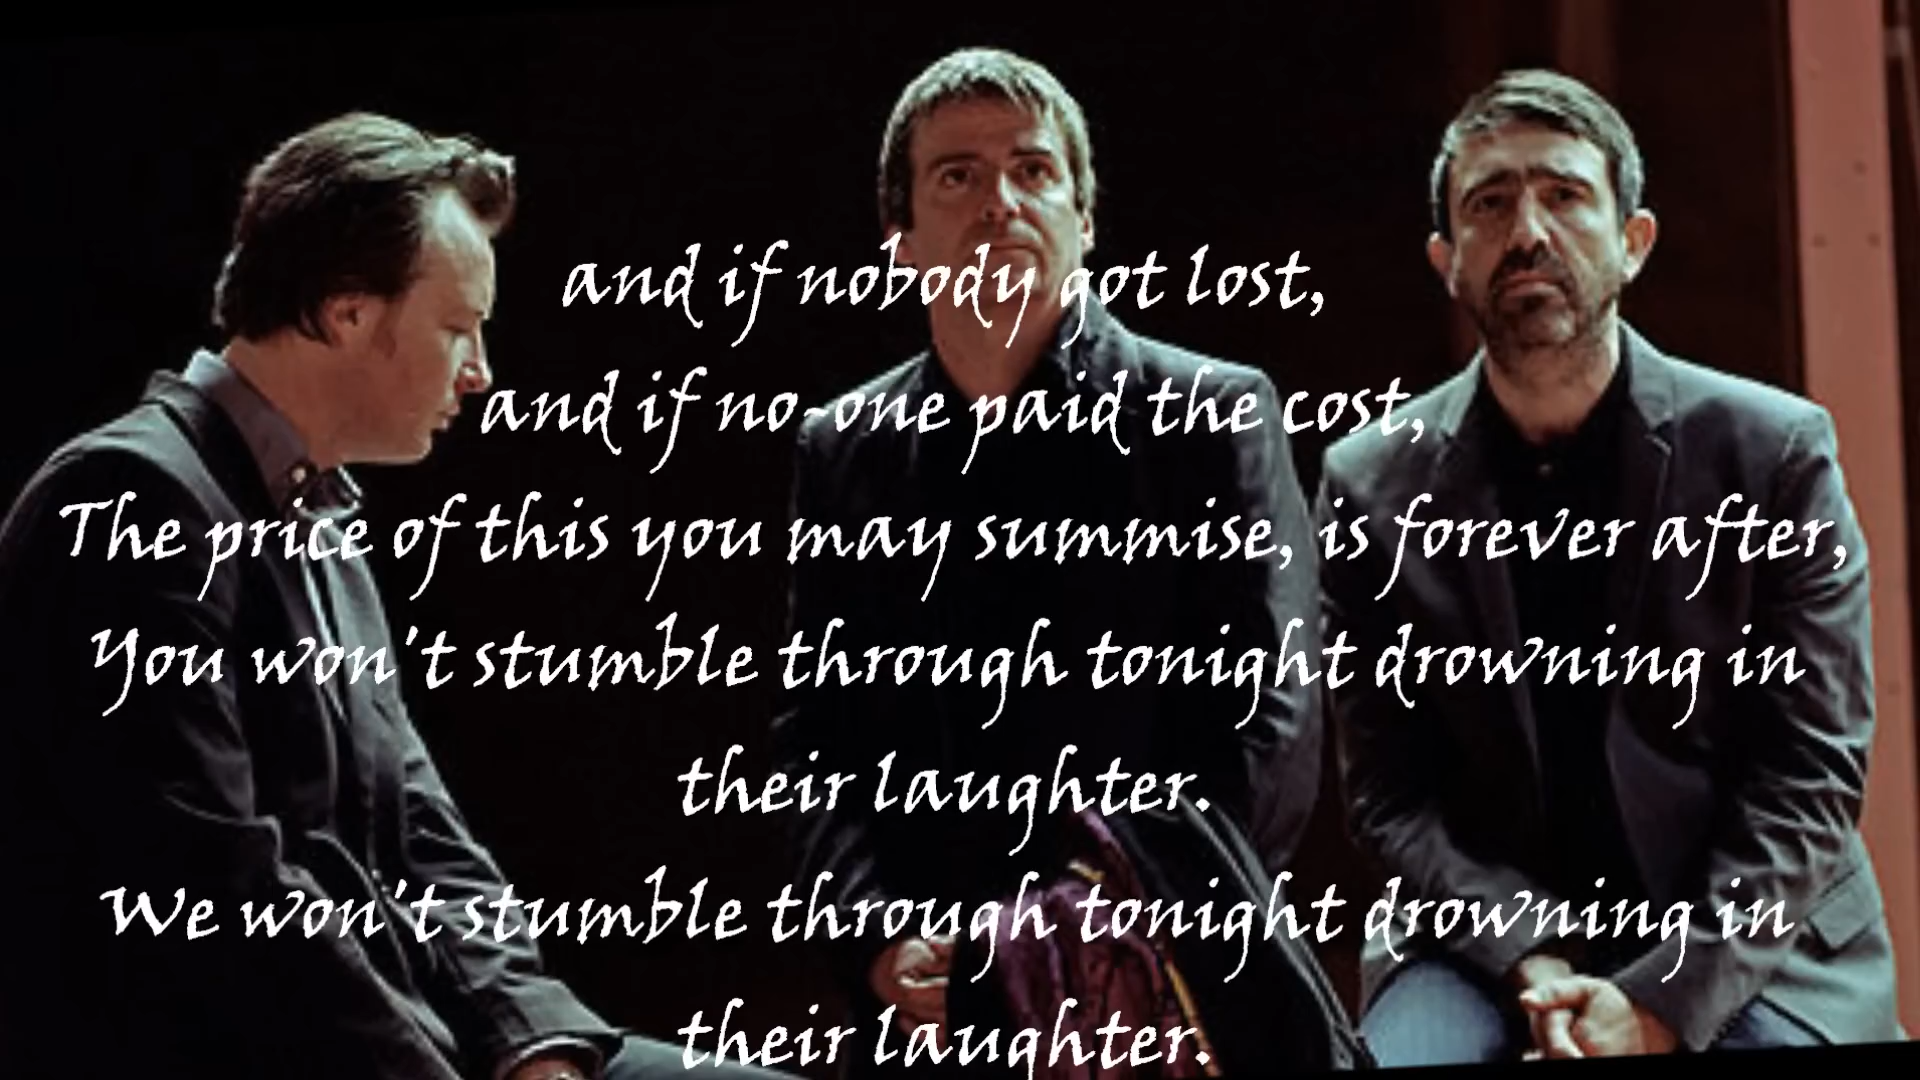 and if nobody got lost,
and if no-one paid the cost,
The price of this you may summise, is forever after,
You won't stumble through tonight drowning in
their laughter.
We won't stumble through tonight drowning in
their laughter.